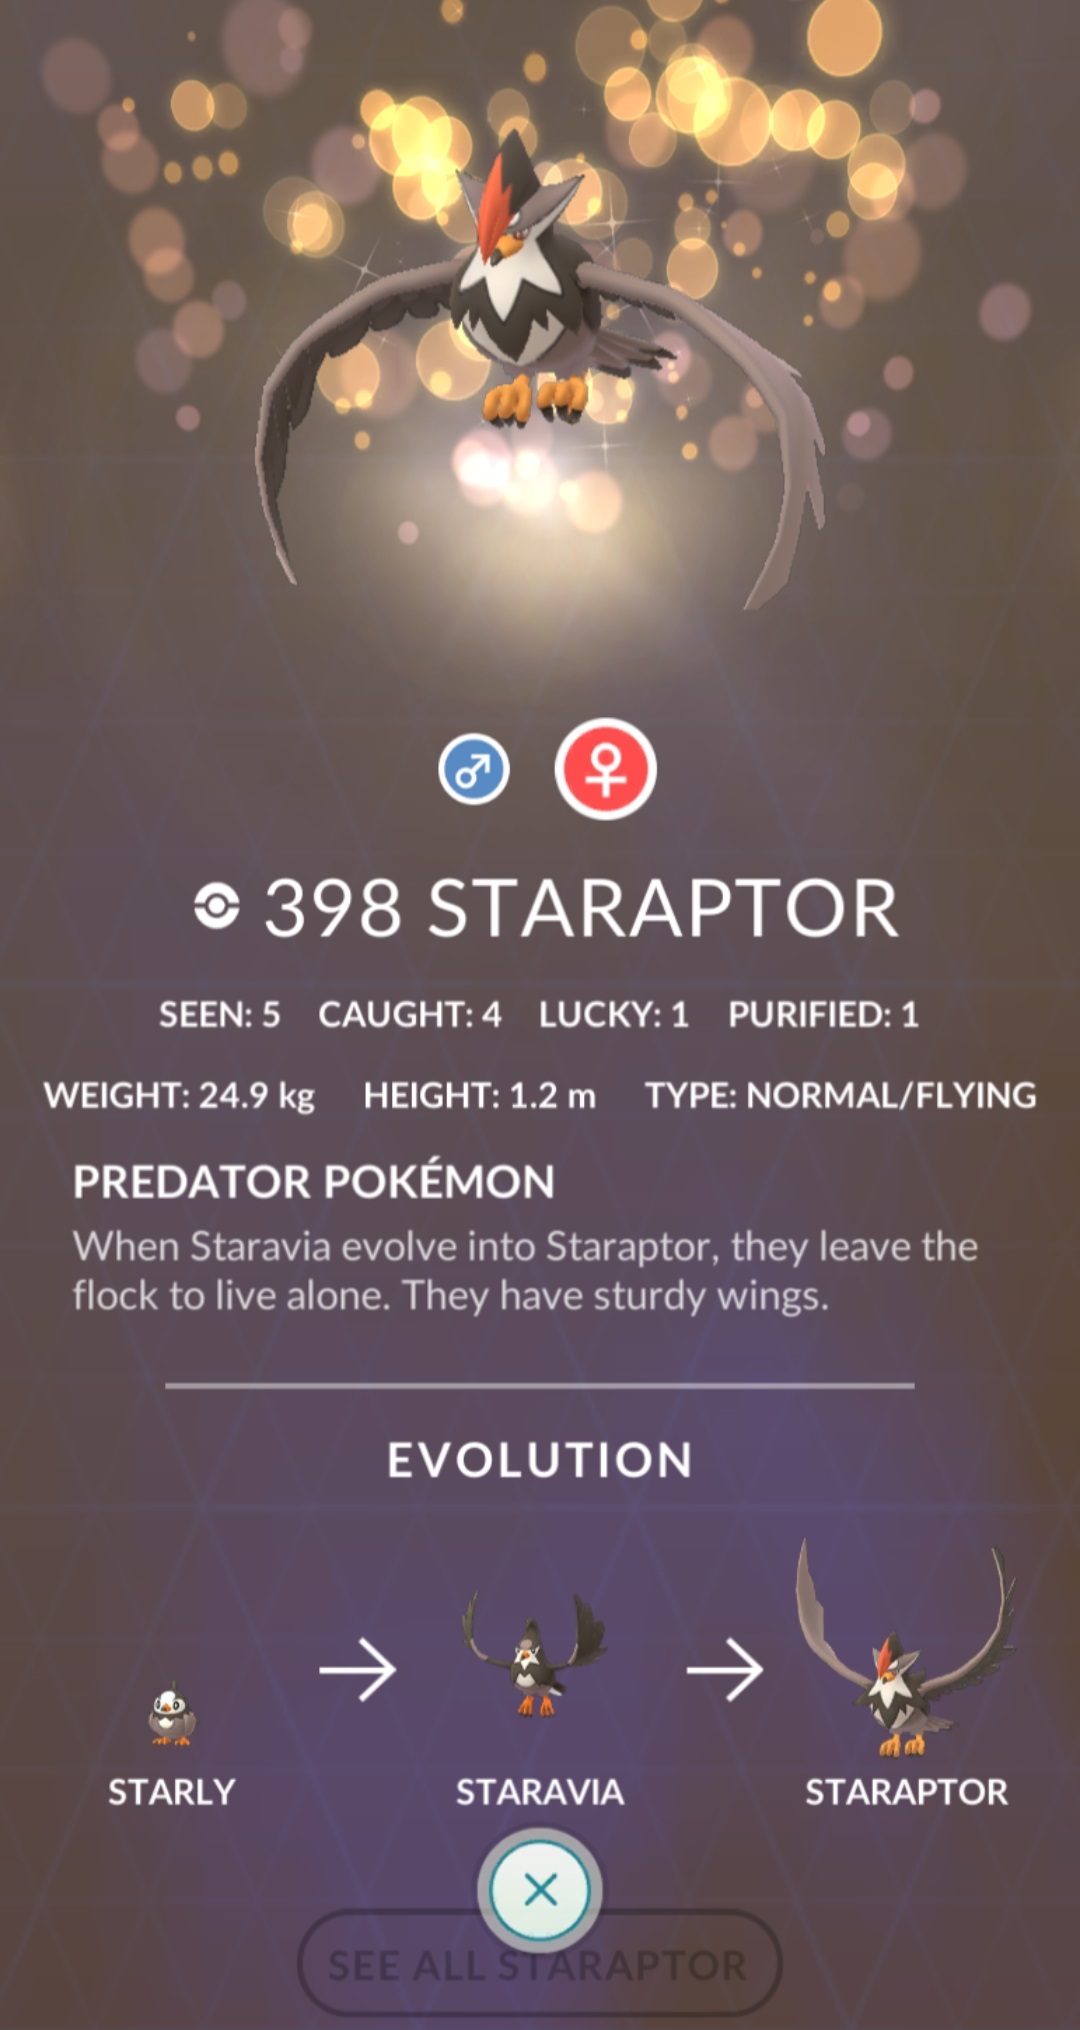 398 STARAPTOR
SEEN: 5 CAUGHT: 4 LUCKY: 1 PURIFIED: 1
WEIGHT: 24.9 kg HEIGHT: 1.2 m TYPE: NORMAL/FLYING
PREDATOR POKÉMON
When Staravia evolve into Staraptor, they leave the
flock to live alone. They have sturdy wings.
EVOLUTION
STARLY STARAVIA STARAPTOR
SEE ALL STARAPTOR